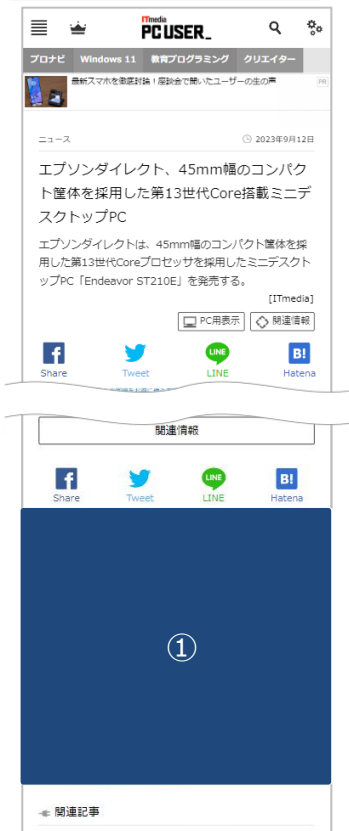 ITmedia
PC USER_
プロナビ Windows 11 教育プログラミング クリエイター
最新スマホを徹底討論！座談会で聞いたユーザーの生の声 PR
ニュース 2023年9月12日
エプソンダイレクト、45mm幅のコンパク
ト筐体を採用した第13世代Core搭載ミニデ
スクトップPC
エプソンダイレクトは、45mm幅のコンパクト筐体を採
用した第13世代Coreプロセッサを採用したミニデスクト
ップPC「Endeavor ST210E」を発売する。
[ITmedia]
PC用表示 関連情報
f LINE B!
Share Tweet LINE Hatena
関連情報
f LINE B!
Share Tweet LINE Hatena
①
関連記事